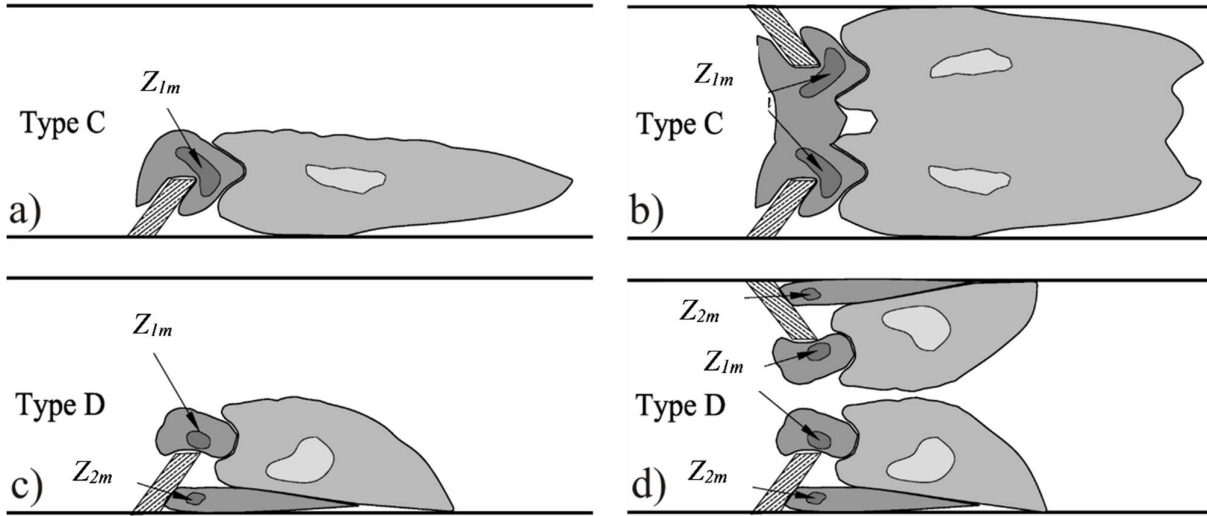 Z1m
Type C
a)
Z1m
Type C
b)
Z1m
Type D
Z2m
c)
Z2m
Z1m
Type D
Z2m
d)